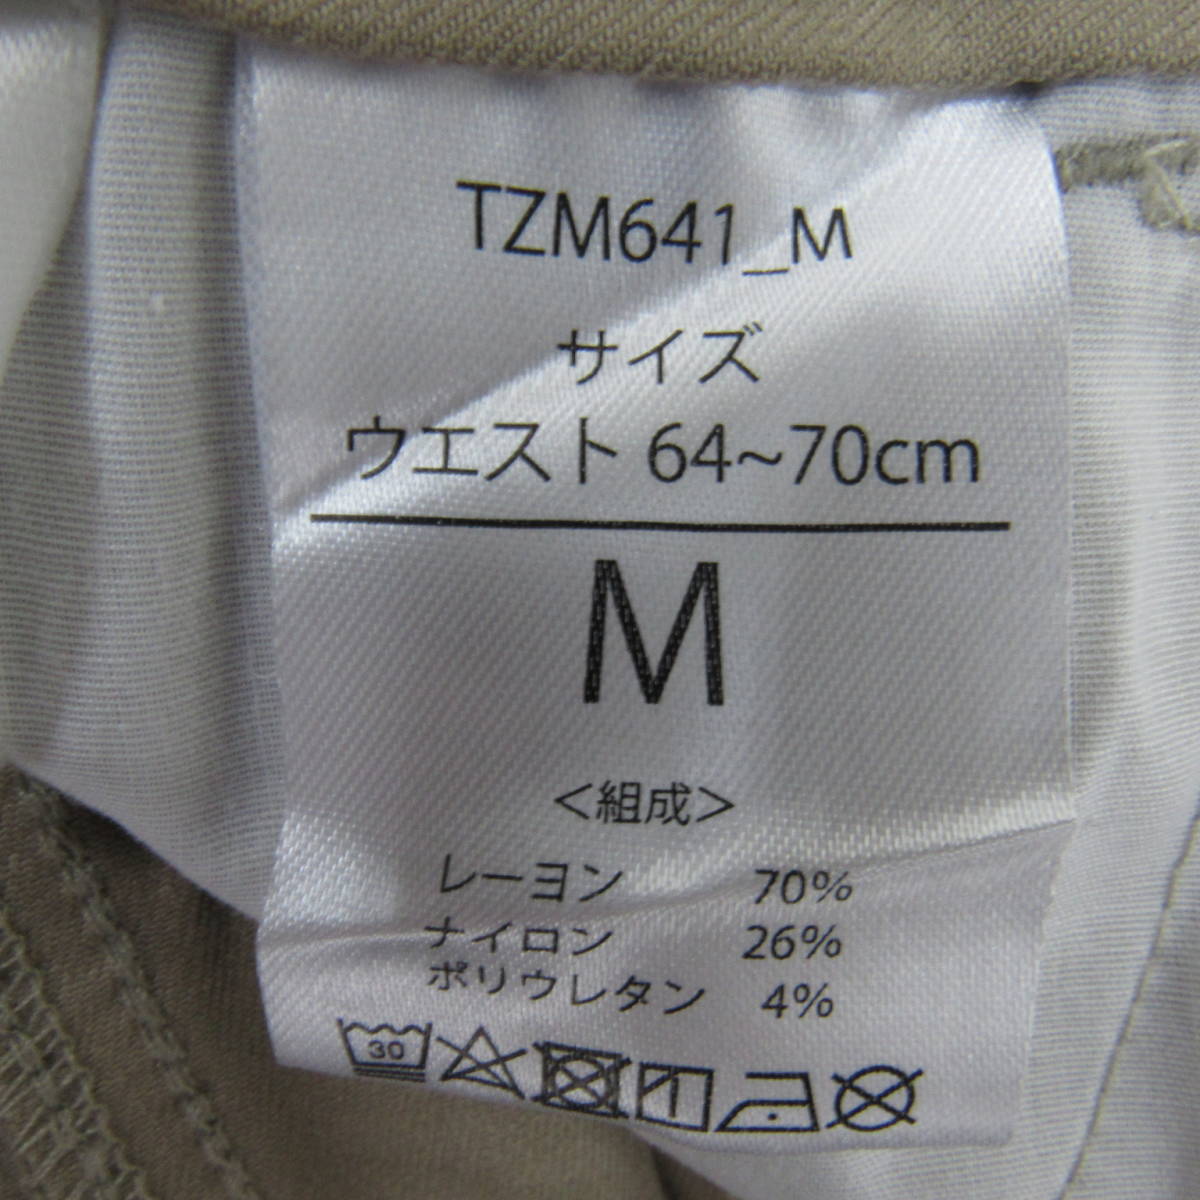 TZM641_M
サイズ
ウエスト 64~70cm
M
<組成>
レーヨン 70%
ナイロン 26%
ポリウレタン 4%
30